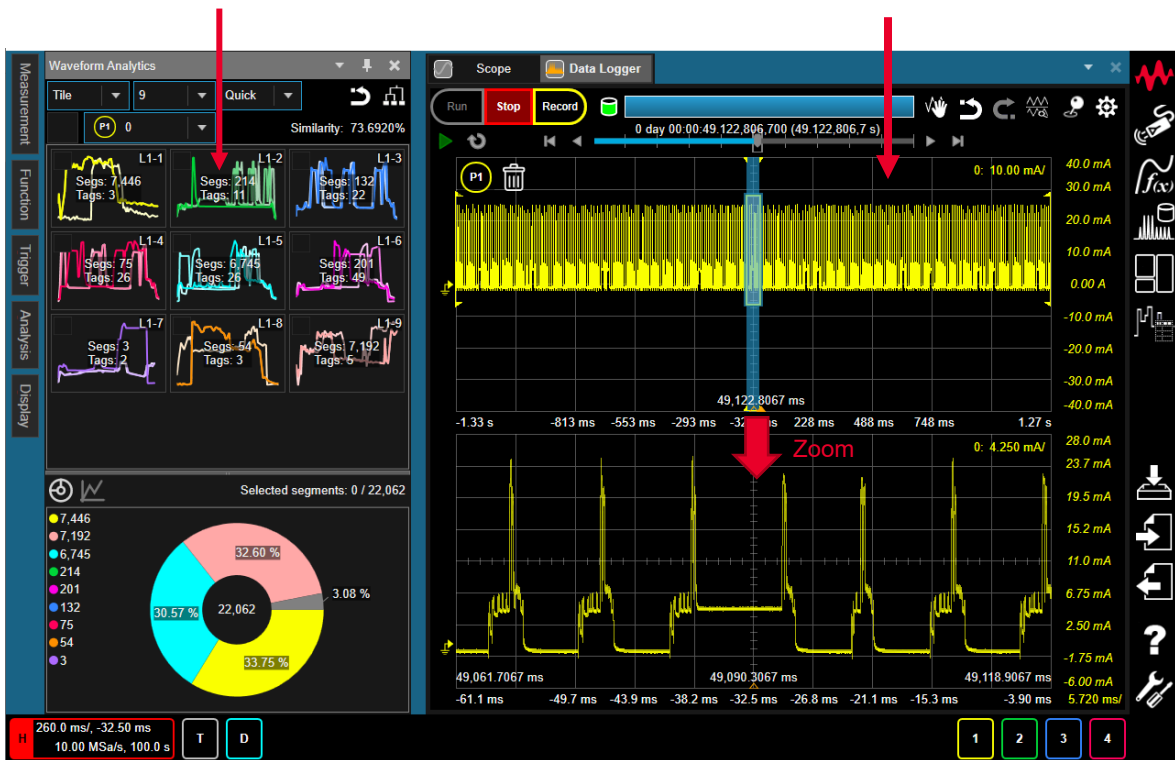 Measurement
Function
Trigger
Analysis
Display
Waveform Analytics
Tile 9 Quick
P1 0 Similarity: 73.6920%
L1-1
Segs: 7,446
Tags: 3
L1-2
Segs: 214
Tags: 11
L1-3
Segs: 132
Tags: 22
L1-4
Segs: 75
Tags: 26
L1-5
Segs: 6,745
Tags: 26
L1-6
Segs: 201
Tags: 49
L1-7
Segs: 3
Tags: 2
L1-8
Segs: 54
Tags: 3
L1-9
Segs: 7,192
Tags: 5
Selected segments: 0 / 22,062
7,446
7,192
6,745
214
201
132
75
54
3
32.60 %
3.08 %
30.57 %
22,062
33.75 %
Scope Data Logger
Run Stop Record
0 day 00:00:49.122,806,700 (49.122,806,7 s)
P1
0: 10.00 mA/
40.0 mA
30.0 mA
20.0 mA
10.0 mA
0.00 A
-10.0 mA
-20.0 mA
-30.0 mA
-40.0 mA
49,122.8067 ms
-1.33 s -813 ms -553 ms -293 ms 228 ms 488 ms 748 ms 1.27 s
Zoom
0: 4.250 mA/
28.0 mA
23.7 mA
19.5 mA
15.2 mA
11.0 mA
6.75 mA
2.50 mA
-1.75 mA
-6.00 mA
49,061.7067 ms 49,090.3067 ms 49,118.9067 ms
-61.1 ms -49.7 ms -43.9 ms -38.2 ms -32.5 ms -26.8 ms -21.1 ms -15.3 ms -3.90 ms 5.720 ms/
f(x)
?
H
260.0 ms/, -32.50 ms
10.00 MSa/s, 100.0 s
T D
1 2 3 4